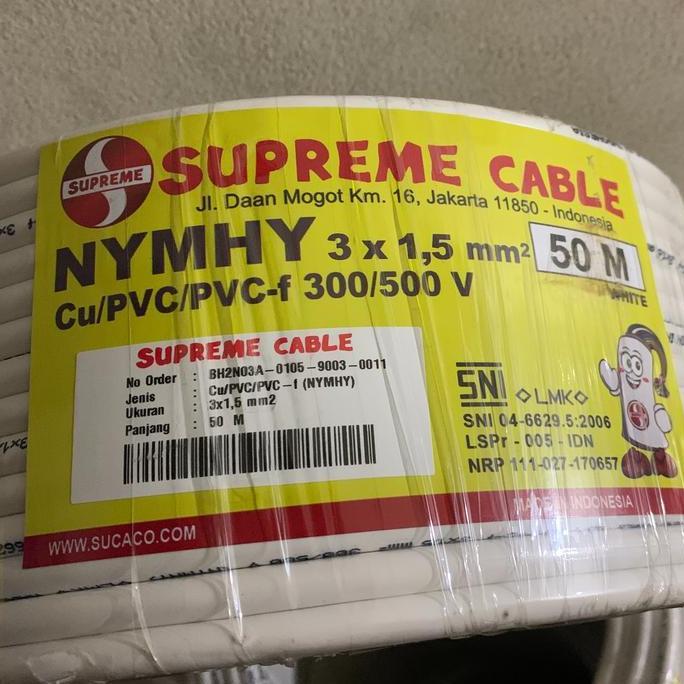 SUPREME
SUPREME CABLE
Jl. Daan Mogot Km. 16, Jakarta 11850 - Indonesia
NYMHY 3 x 1,5 mm² 50 M
Cu/PVC/PVC-f 300/500 V
WHITE
SUPREME CABLE
No Order : BH2N03A-0105-9003-0011
Jenis : Cu/PVC/PVC-f (NYMHY)
Ukuran : 3x1,5 mm2
Panjang : 50 M
SNI LMK
SNI 04-6629.5:2006
LSPr - 005 - IDN
NRP 111-027-170657
MADE IN INDONESIA
WWW.SUCACO.COM